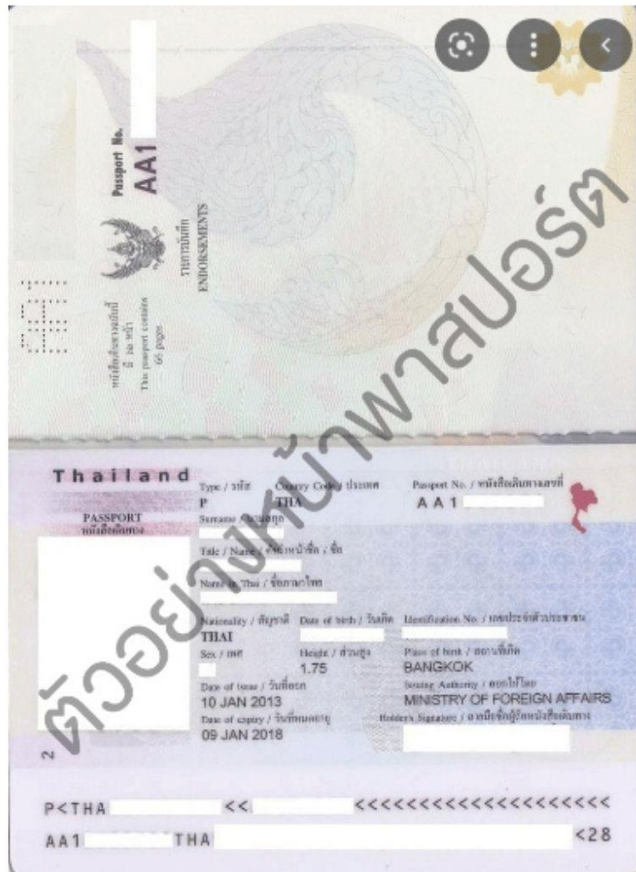 Passport No.
AA1
รายการบันทึก
ENDORSEMENTS
หนังสือเดินทางฉบับนี้
มี ๖๖ หน้า
This passport contains
66 pages
ตัวอย่างหน้าพาสปอร์ต
Thailand
PASSPORT
หนังสือเดินทาง
Type / รหัส Country Code / ประเทศ Passport No. / หนังสือเดินทางเลขที่
P THA AA1
Surname / นามสกุล
Title / Name / คำนำหน้าชื่อ / ชื่อ
Name in Thai / ชื่อภาษาไทย
Nationality / สัญชาติ Date of birth / วันเกิด Identification No. / เลขประจำตัวประชาชน
THAI
Sex / เพศ Height / ส่วนสูง Place of birth / สถานที่เกิด
1.75 BANGKOK
Date of issue / วันที่ออก Issuing Authority / ออกให้โดย
10 JAN 2013 MINISTRY OF FOREIGN AFFAIRS
Date of expiry / วันที่หมดอายุ Holder's Signature / ลายมือชื่อผู้ถือหนังสือเดินทาง
09 JAN 2018
2
P<THA << <<<<<<<<<<<<<<<<<<<<
AA1 THA <28